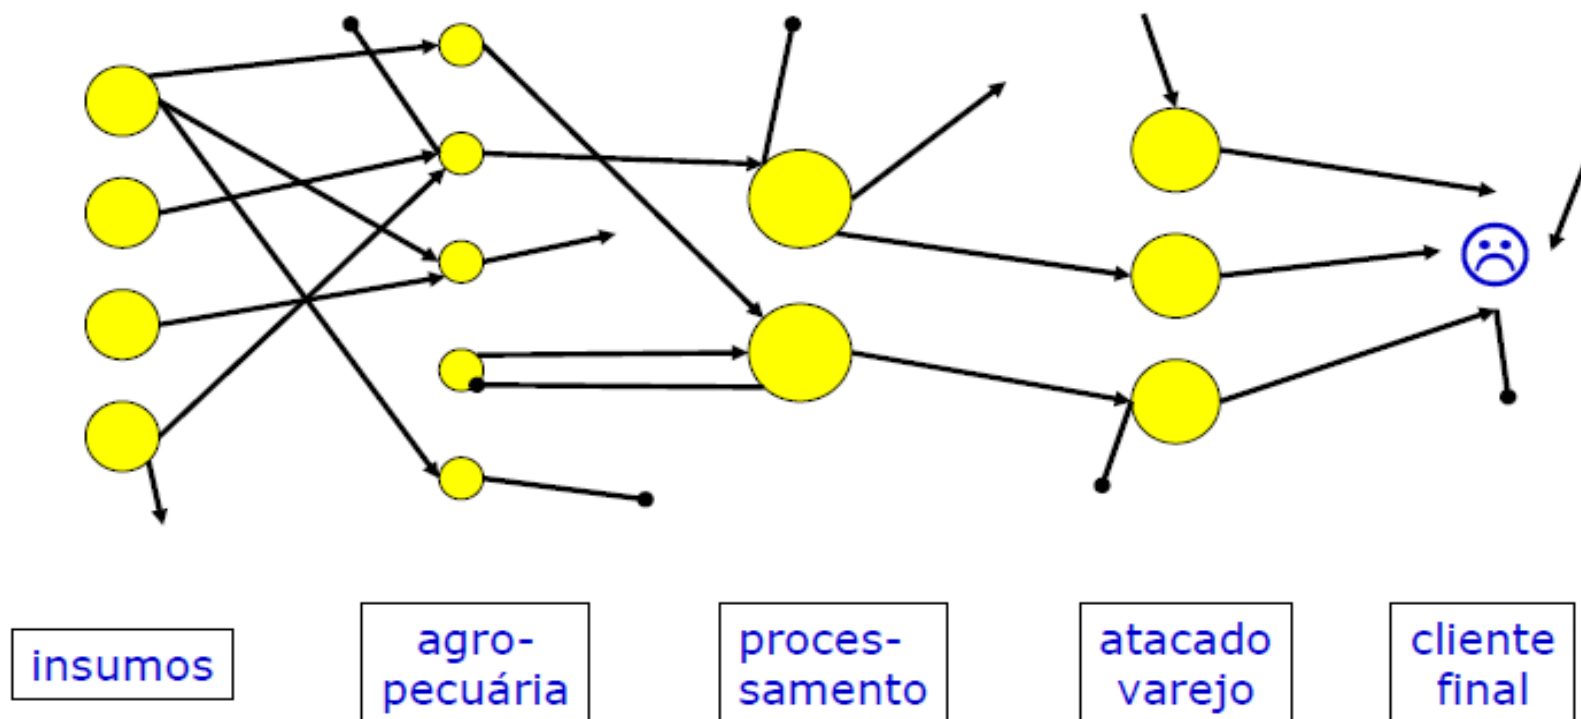 insumos
agro-
pecuária
proces-
samento
atacado
varejo
cliente
final